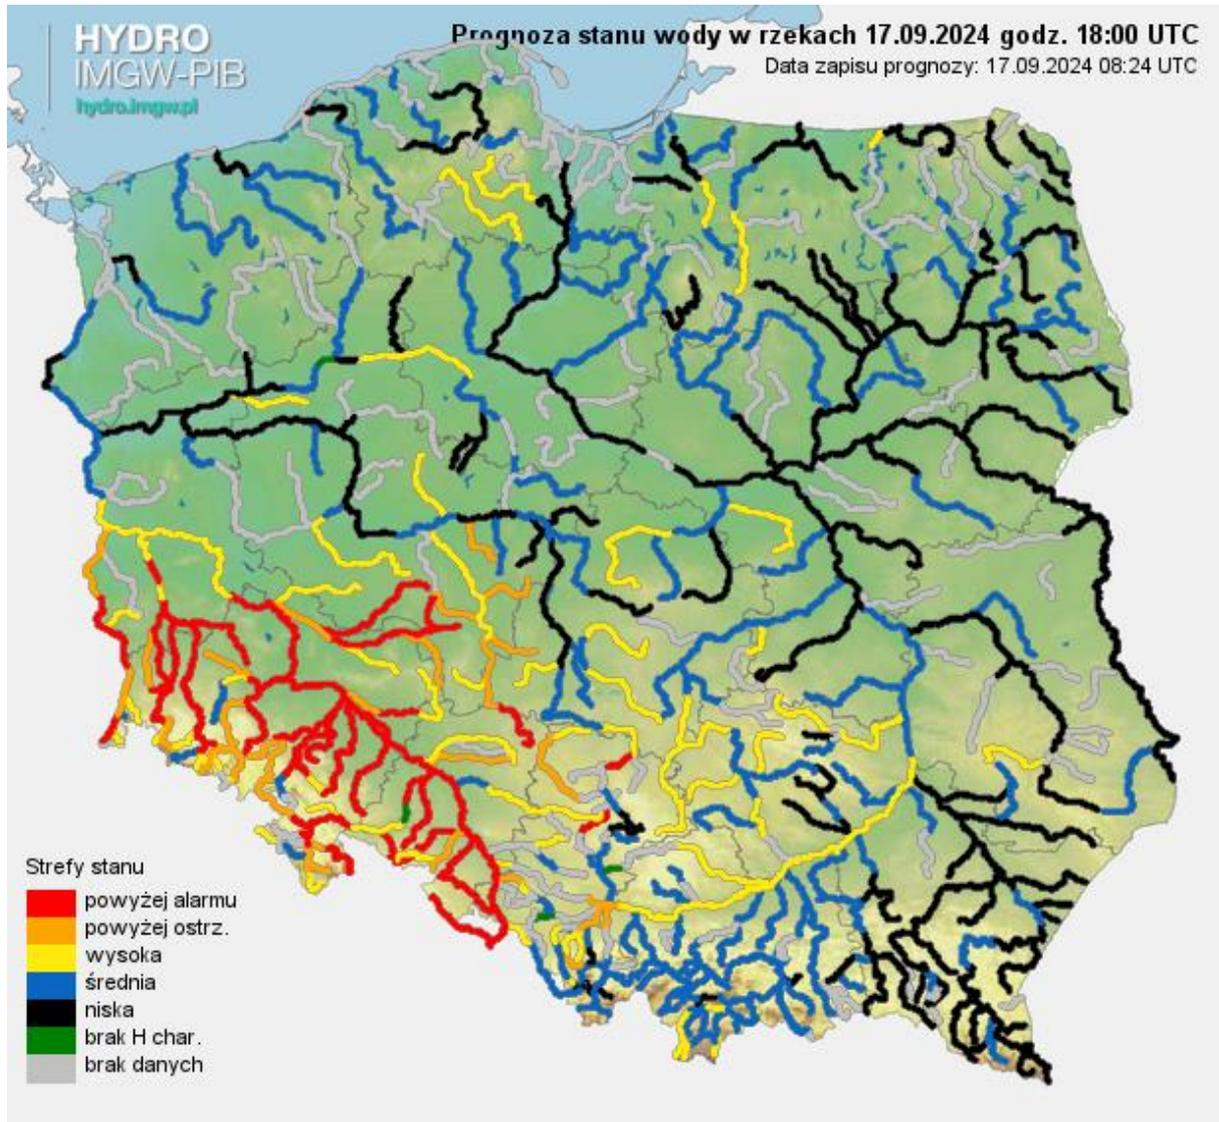 HYDRO
IMGW-PIB
hydro.imgw.pl
Prognoza stanu wody w rzekach 17.09.2024 godz. 18:00 UTC
Data zapisu prognozy: 17.09.2024 08:24 UTC
Strefy stanu
powyżej alarmu
powyżej ostrz.
wysoka
średnia
niska
brak H char.
brak danych